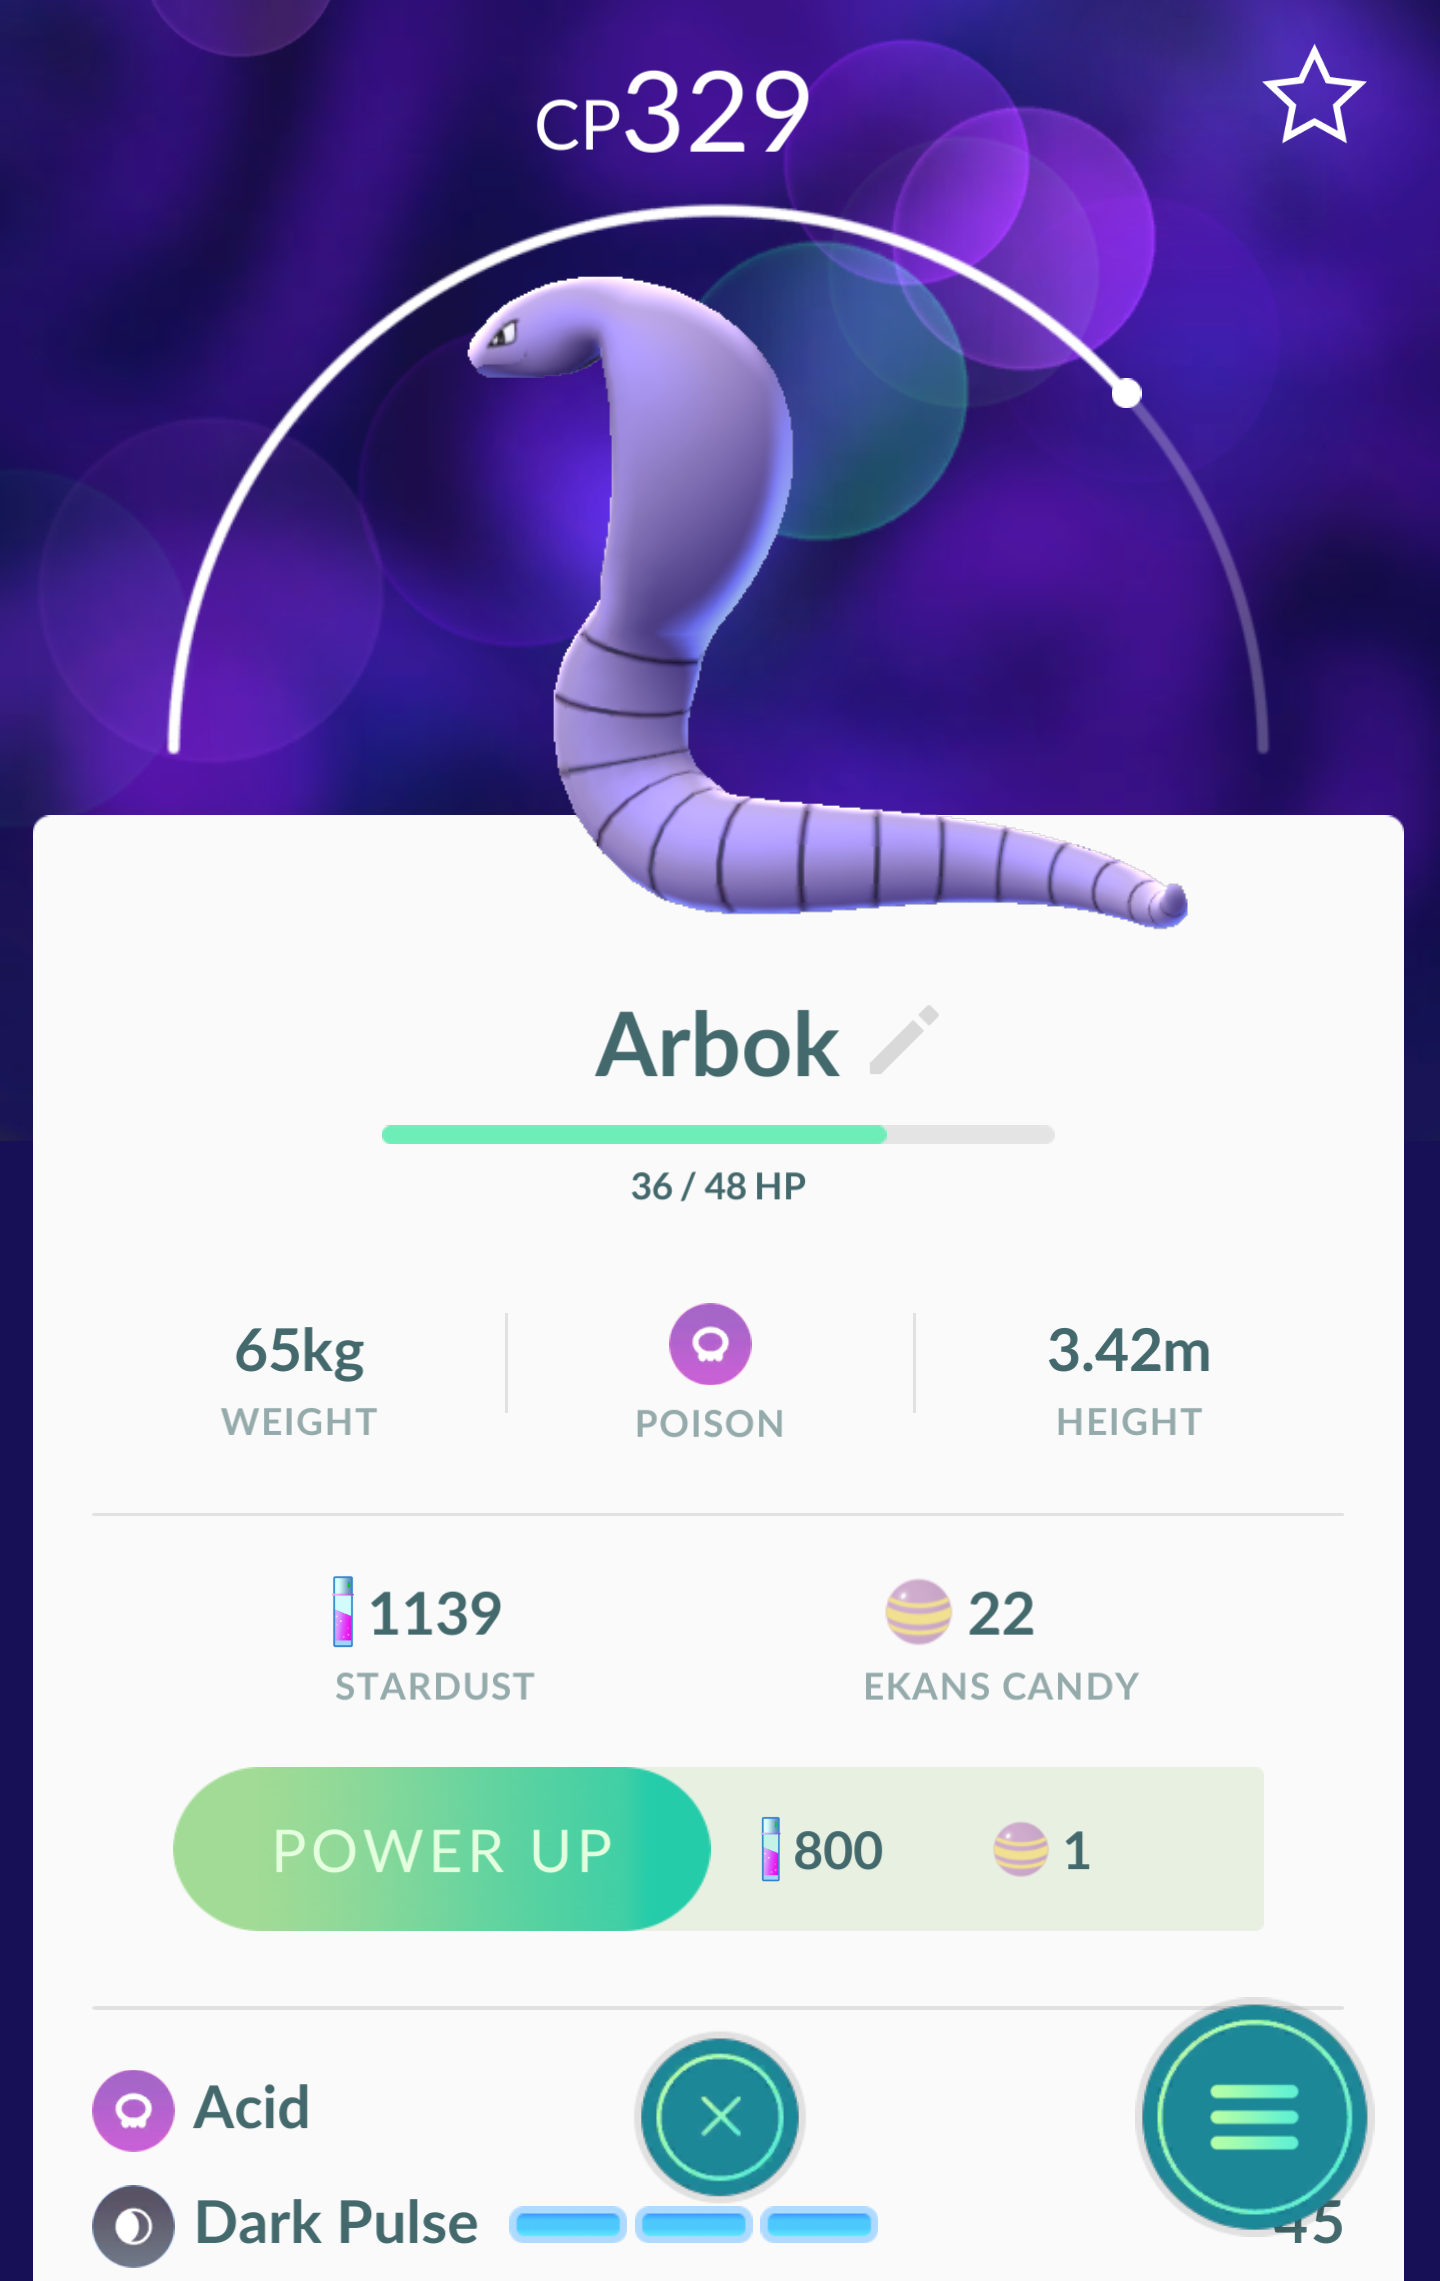 CP329
Arbok
36 / 48 HP
65kg
WEIGHT
POISON
3.42m
HEIGHT
1139
STARDUST
22
EKANS CANDY
POWER UP 800 1
Acid
Dark Pulse 45